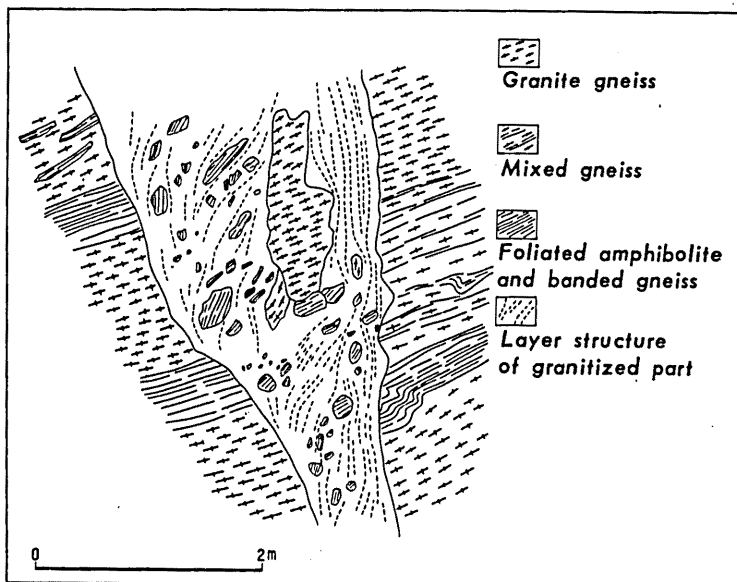 Granite gneiss
Mixed gneiss
Foliated amphibolite
and banded gneiss
Layer structure
of granitized part
0 2m